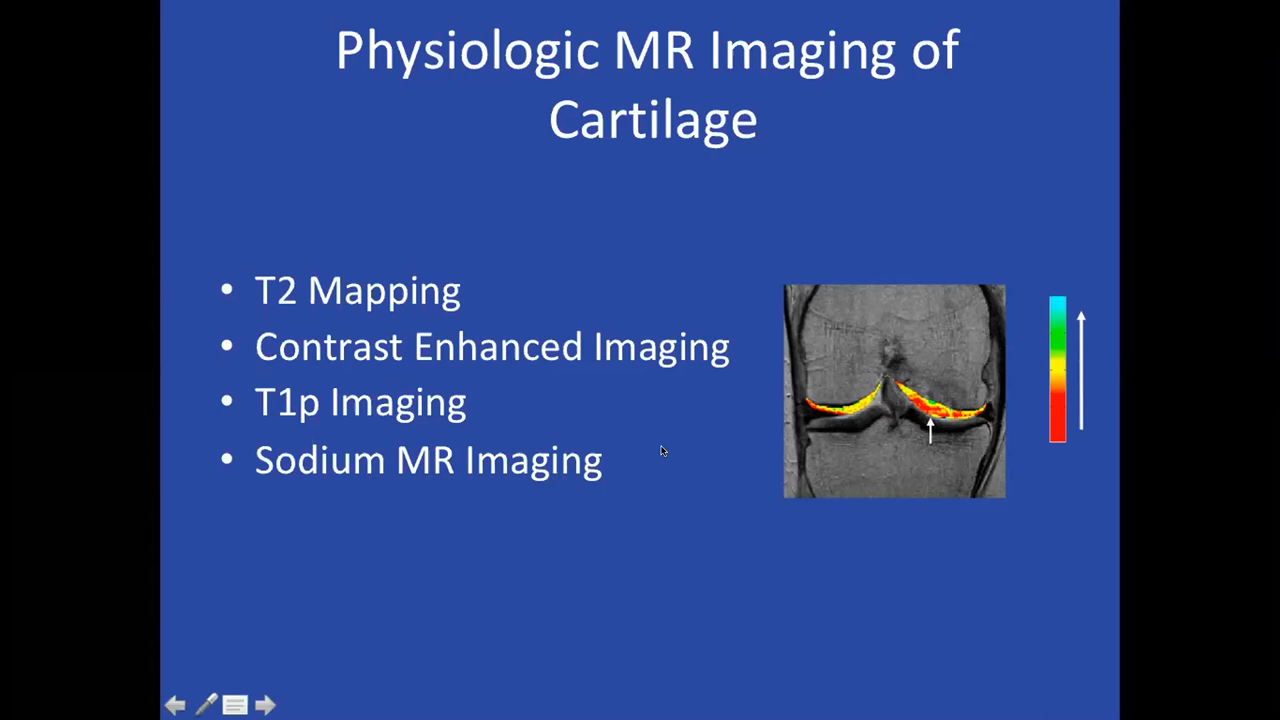 Physiologic MR Imaging of
Cartilage
• T2 Mapping
• Contrast Enhanced Imaging
• T1p Imaging
• Sodium MR Imaging